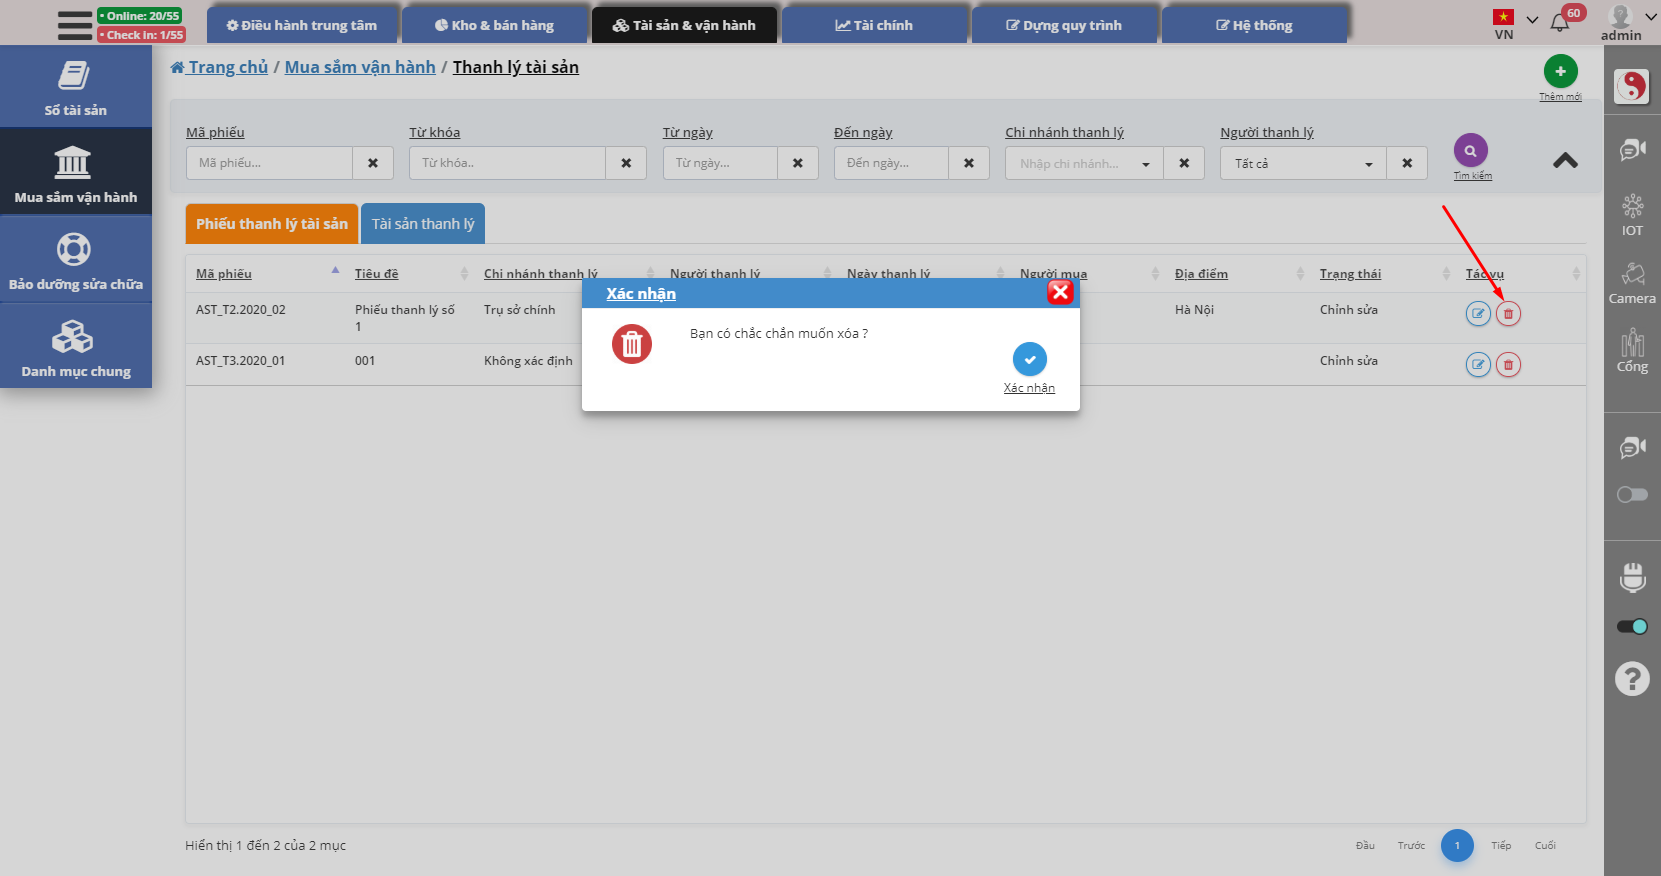 Online: 20/55
Check in: 1/55
Điều hành trung tâm
Kho & bán hàng
Tài sản & vận hành
Tài chính
Dựng quy trình
Hệ thống
VN
60
admin
Trang chủ / Mua sắm vận hành / Thanh lý tài sản
Thêm mới
Sổ tài sản
Mua sắm vận hành
Bảo dưỡng sửa chữa
Danh mục chung
Mã phiếu
Từ khóa
Từ ngày
Đến ngày
Chi nhánh thanh lý
Người thanh lý
Mã phiếu...
Từ khóa..
Từ ngày...
Đến ngày...
Nhập chi nhánh...
Tất cả
Tìm kiếm
Phiếu thanh lý tài sản
Tài sản thanh lý
Mã phiếu
Tiêu đề
Chi nhánh thanh lý
Người thanh lý
Ngày thanh lý
Người mua
Địa điểm
Trạng thái
Tác vụ
AST_T2.2020_02
Phiếu thanh lý số
1
Trụ sở chính
Hà Nội
Chỉnh sửa
AST_T3.2020_01
001
Không xác định
Chỉnh sửa
Xác nhận
Bạn có chắc chắn muốn xóa ?
Xác nhận
IOT
Camera
Cổng
Hiển thị 1 đến 2 của 2 mục
Đầu
Trước
1
Tiếp
Cuối